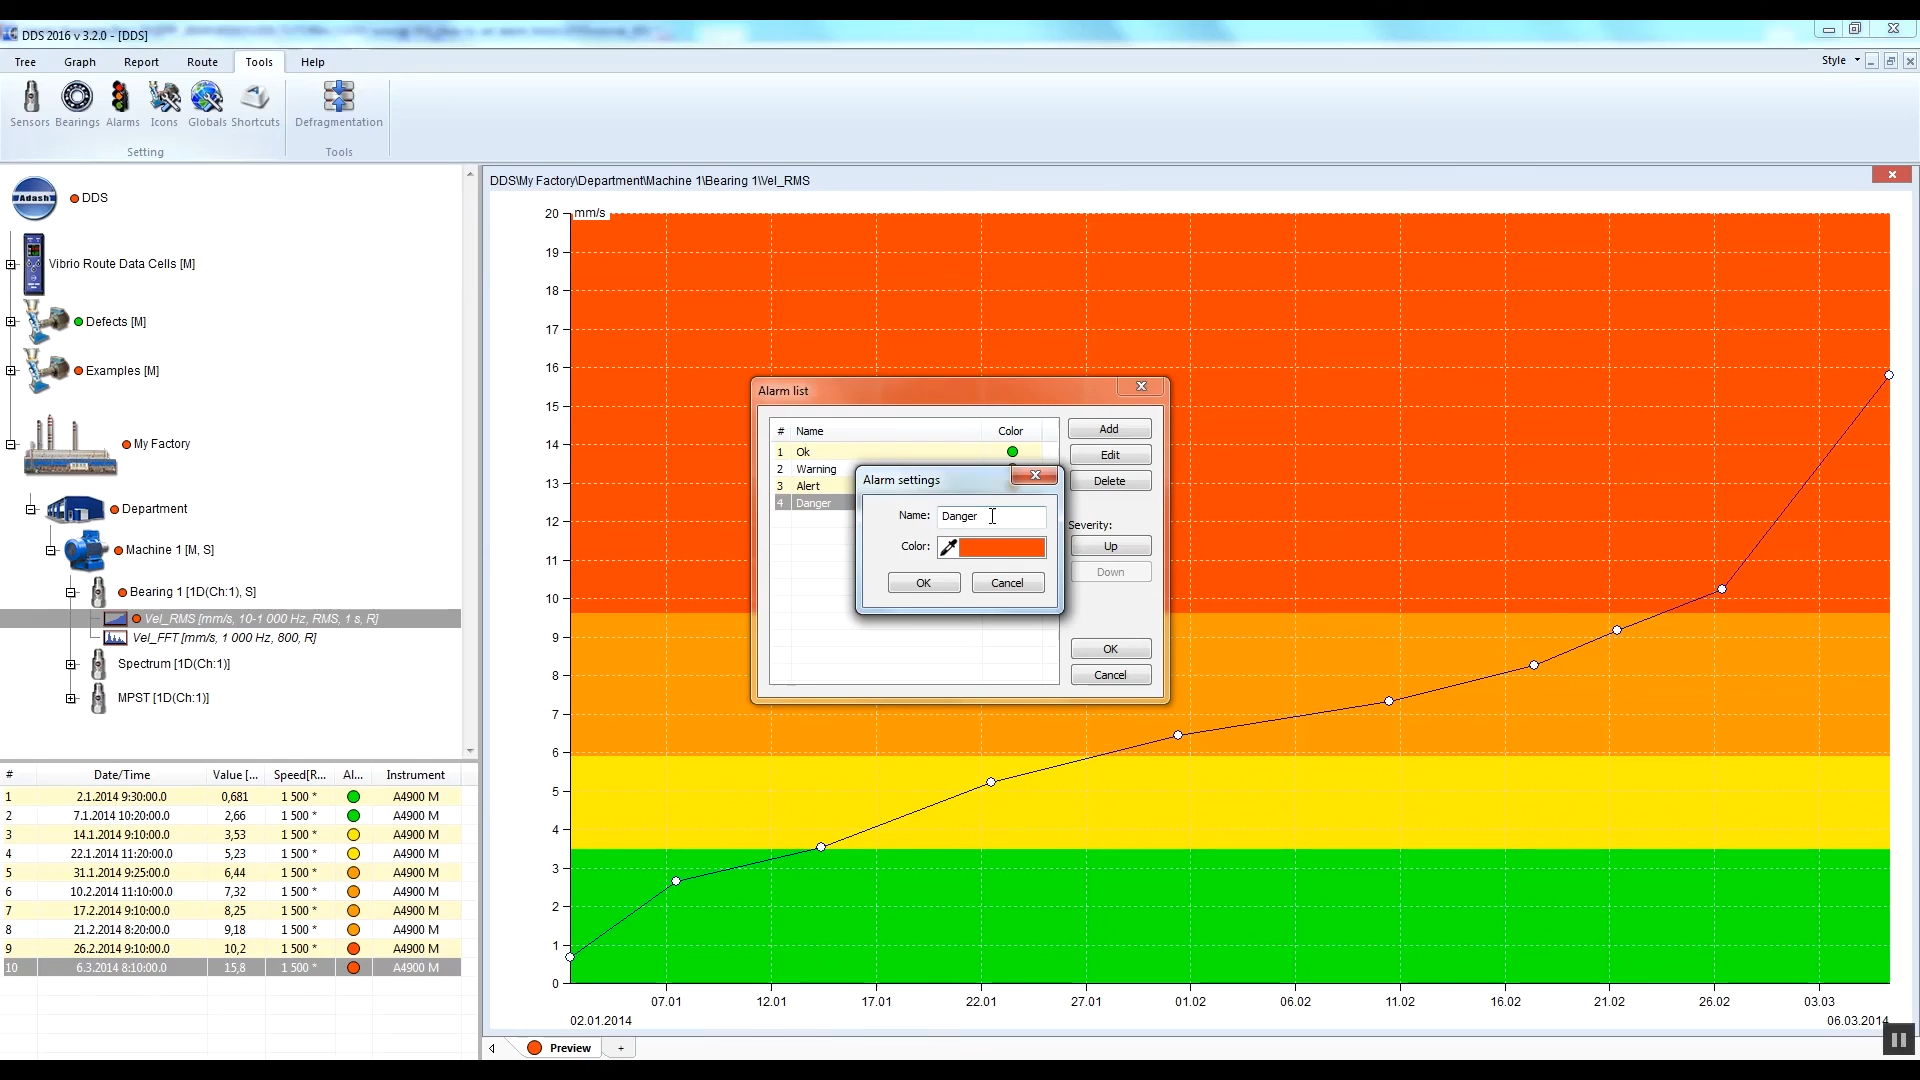 DDS 2016 v 3.2.0 - [DDS]
Tree Graph Report Route Tools Help Style
Sensors Bearings Alarms Icons Globals Shortcuts Defragmentation
Setting Tools
Adash DDS
Vibrio Route Data Cells [M]
Defects [M]
Examples [M]
My Factory
Department
Machine 1 [M, S]
Bearing 1 [1D(Ch:1), S]
Vel_RMS [mm/s, 10-1 000 Hz, RMS, 1 s, R]
Vel_FFT [mm/s, 1 000 Hz, 800, R]
Spectrum [1D(Ch:1)]
MPST [1D(Ch:1)]
# Date/Time Value [... Speed[R... Al... Instrument
1 2.1.2014 9:30:00.0 0,681 1 500 * A4900 M
2 7.1.2014 10:20:00.0 2,66 1 500 * A4900 M
3 14.1.2014 9:10:00.0 3,53 1 500 * A4900 M
4 22.1.2014 11:20:00.0 5,23 1 500 * A4900 M
5 31.1.2014 9:25:00.0 6,44 1 500 * A4900 M
6 10.2.2014 11:10:00.0 7,32 1 500 * A4900 M
7 17.2.2014 9:10:00.0 8,25 1 500 * A4900 M
8 21.2.2014 8:20:00.0 9,18 1 500 * A4900 M
9 26.2.2014 9:10:00.0 10,2 1 500 * A4900 M
10 6.3.2014 8:10:00.0 15,8 1 500 * A4900 M
DDS\My Factory\Department\Machine 1\Bearing 1\Vel_RMS
20 mm/s
19
18
17
16
15
14
13
12
11
10
9
8
7
6
5
4
3
2
1
0
07.01 12.01 17.01 22.01 27.01 01.02 06.02 11.02 16.02 21.02 26.02 03.03
02.01.2014 06.03.2014
Alarm list
# Name Color
1 Ok
2 Warning
3 Alert
4 Danger
Add
Edit
Delete
Severity:
Up
Down
OK
Cancel
Alarm settings
Name: Danger
Color:
OK Cancel
Preview +